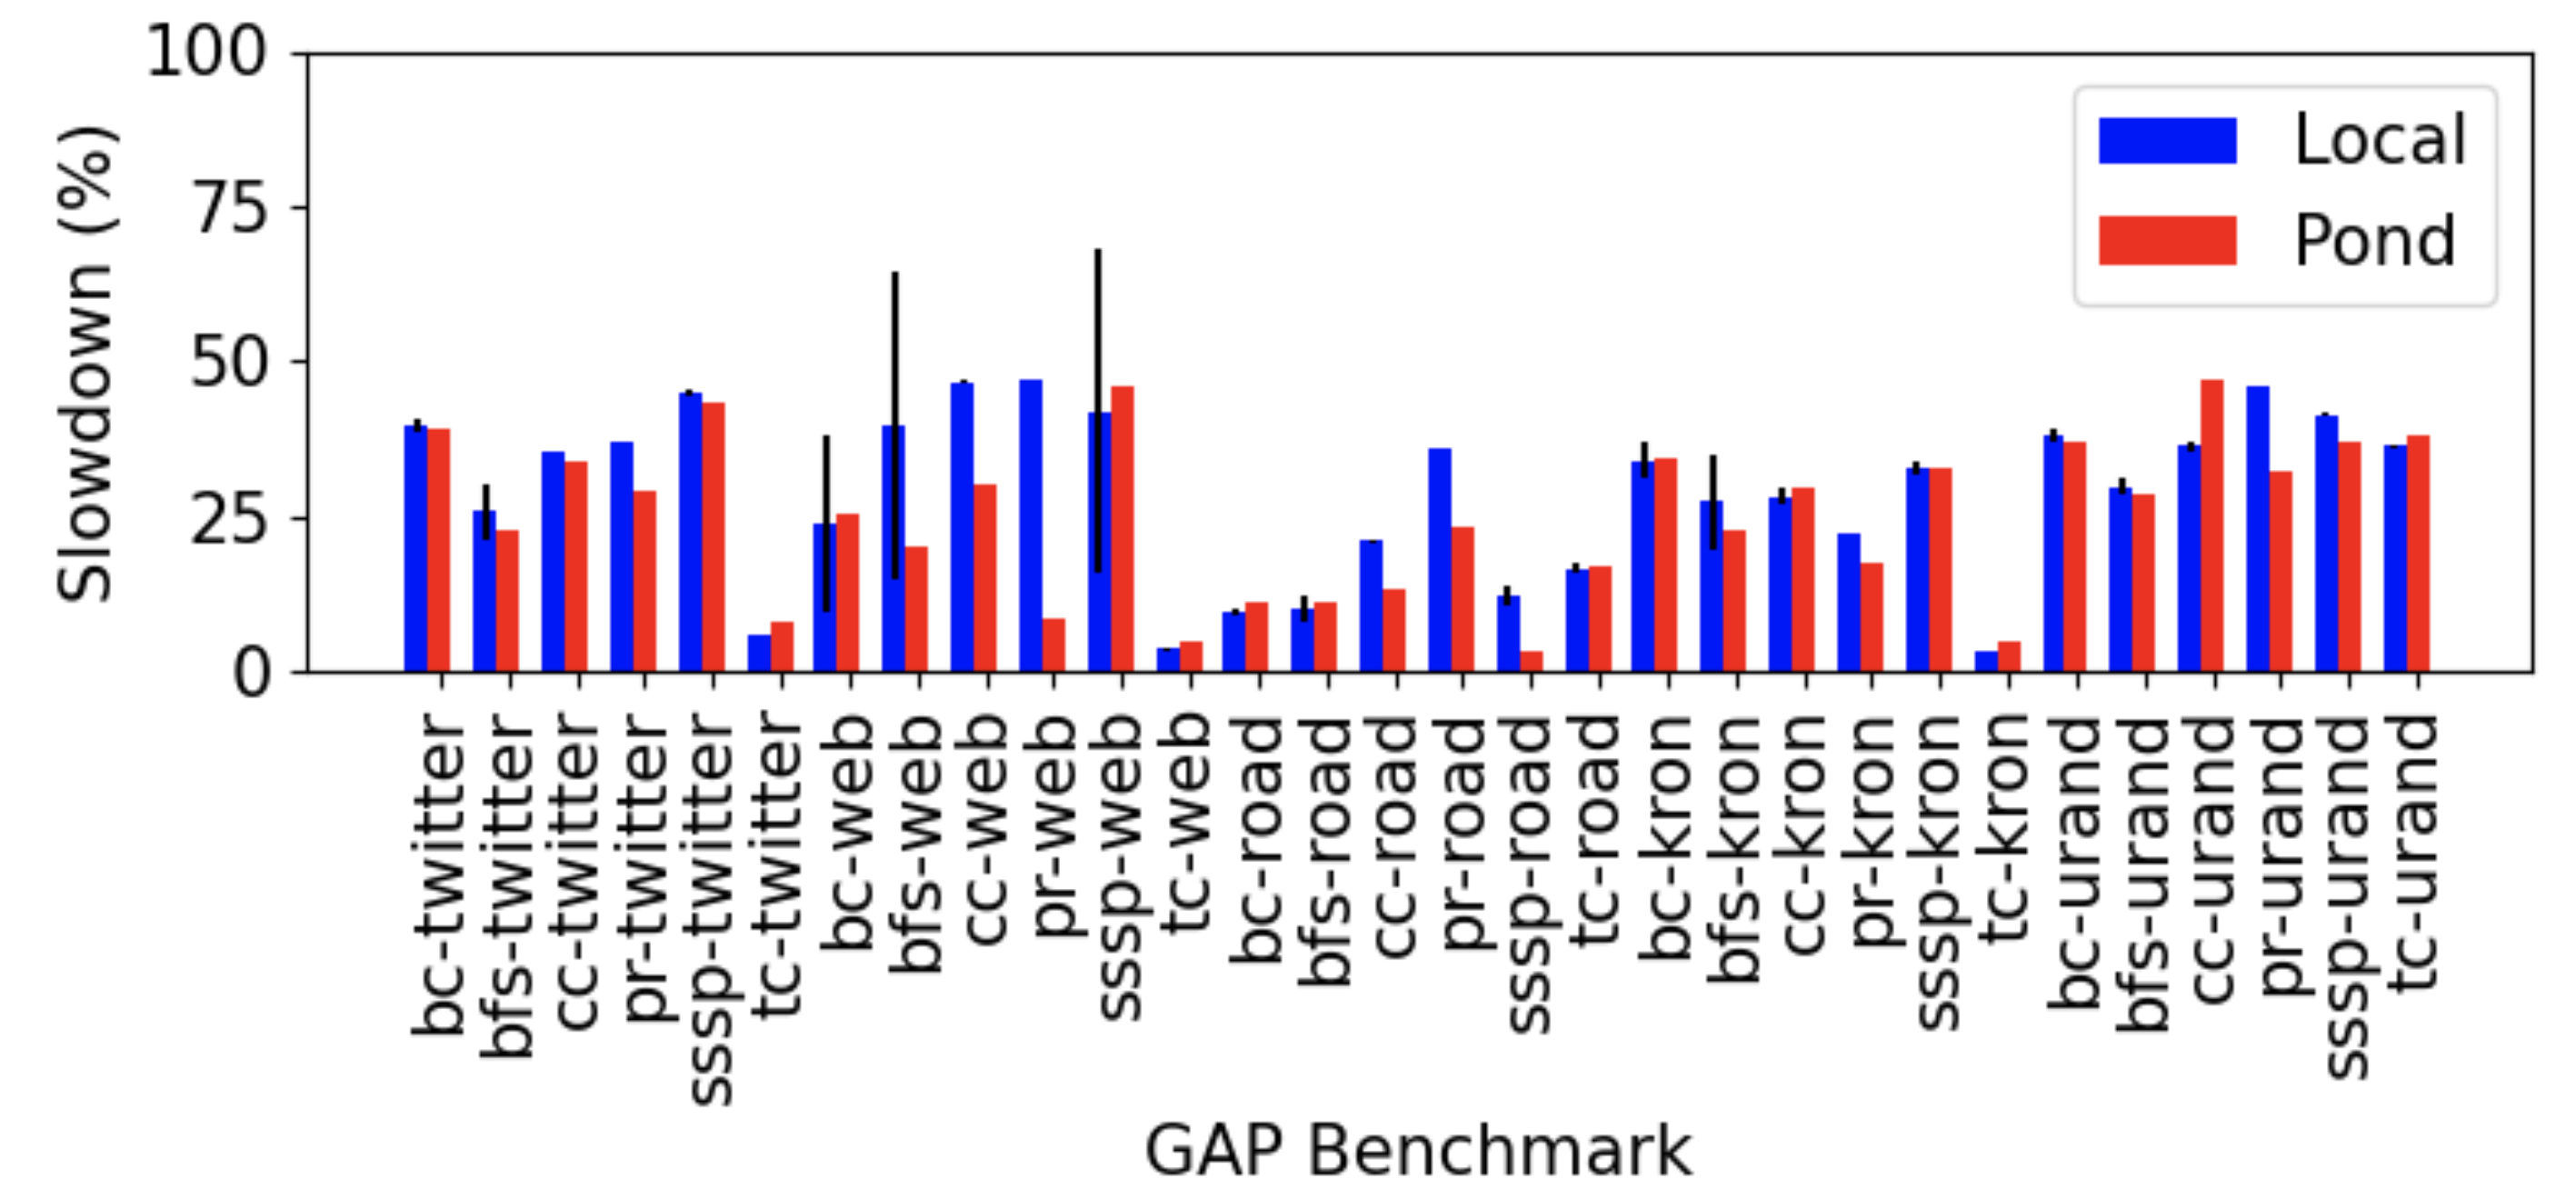 Slowdown (%)
100
75
50
25
0
Local
Pond
bc-twitter
bfs-twitter
cc-twitter
pr-twitter
sssp-twitter
tc-twitter
bc-web
bfs-web
cc-web
pr-web
sssp-web
tc-web
bc-road
bfs-road
cc-road
pr-road
sssp-road
tc-road
bc-kron
bfs-kron
cc-kron
pr-kron
sssp-kron
tc-kron
bc-urand
bfs-urand
cc-urand
pr-urand
sssp-urand
tc-urand
GAP Benchmark